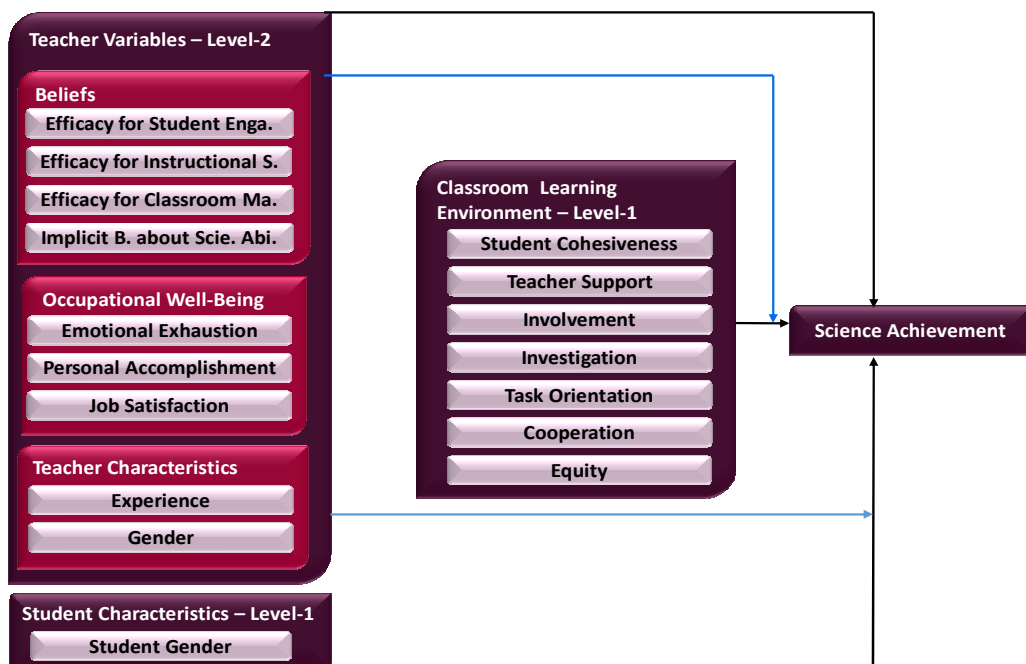 Teacher Variables – Level-2
Beliefs
Efficacy for Student Enga.
Efficacy for Instructional S.
Efficacy for Classroom Ma.
Implicit B. about Scie. Abi.
Occupational Well-Being
Emotional Exhaustion
Personal Accomplishment
Job Satisfaction
Teacher Characteristics
Experience
Gender
Student Characteristics – Level-1
Student Gender
Classroom Learning
Environment – Level-1
Student Cohesiveness
Teacher Support
Involvement
Investigation
Task Orientation
Cooperation
Equity
Science Achievement